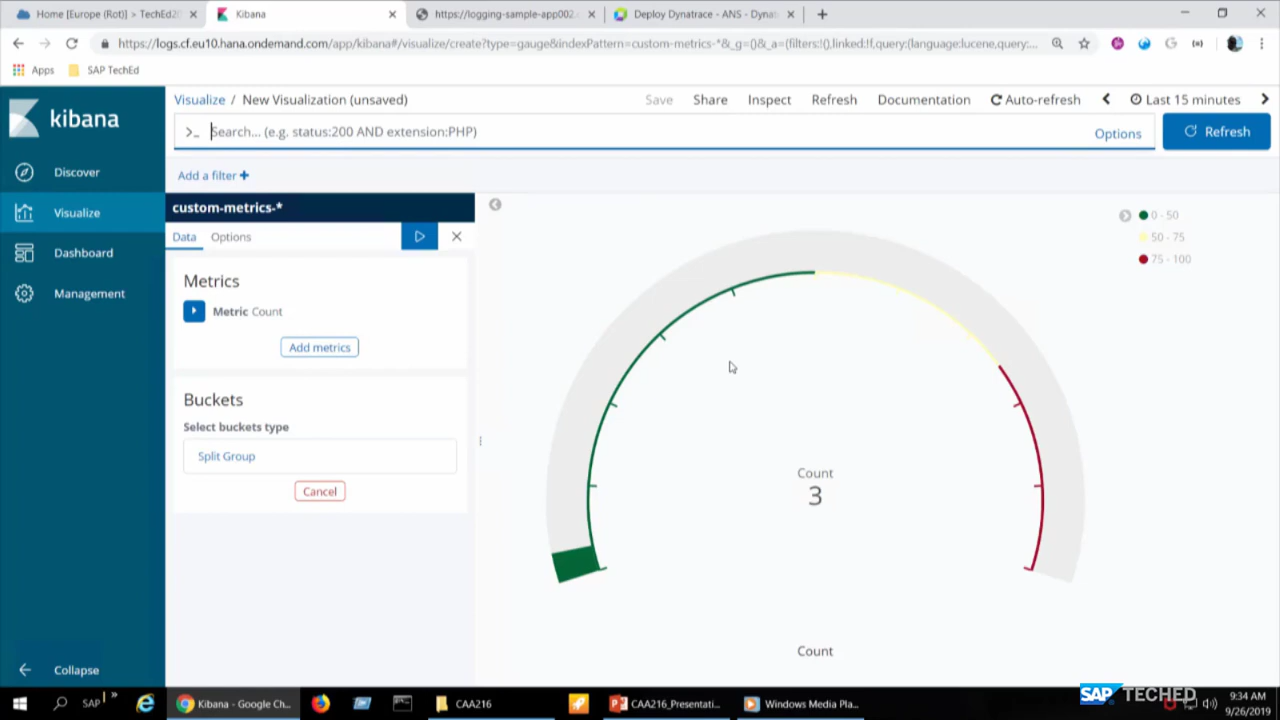 Home [Europe (Rot)] > TechEd20
Kibana
https://logging-sample-app002.c
Deploy Dynatrace - ANS - Dynat
https://logs.cf.eu10.hana.ondemand.com/app/kibana#/visualize/create?type=gauge&indexPattern=custom-metrics-*&_g=()&_a=(filters:!(),linked:!f,query:(language:lucene,query:...
Apps
SAP TechEd
kibana
Discover
Visualize
Dashboard
Management
Collapse
Visualize / New Visualization (unsaved)
Save
Share
Inspect
Refresh
Documentation
Auto-refresh
Last 15 minutes
>_ Search... (e.g. status:200 AND extension:PHP)
Options
Refresh
Add a filter +
custom-metrics-*
Data
Options
Metrics
Metric Count
Add metrics
Buckets
Select buckets type
Split Group
Cancel
0 - 50
50 - 75
75 - 100
Count
3
Count
SAP
Kibana - Google Ch...
CAA216
CAA216_Presentati...
Windows Media Pla...
SAP TECHED
9:34 AM
9/26/2019